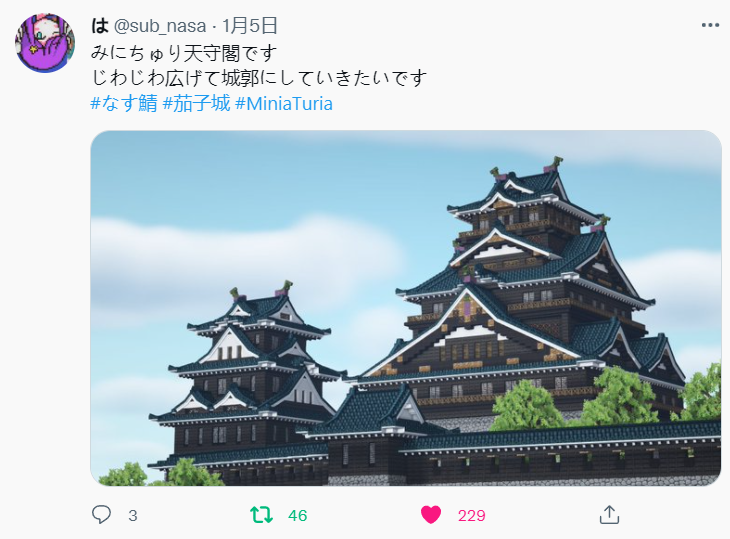 は @sub_nasa · 1月5日
みにちゅり天守閣です
じわじわ広げて城郭にしていきたいです
#なす鯖 #茄子城 #MiniaTuria
3 46 229